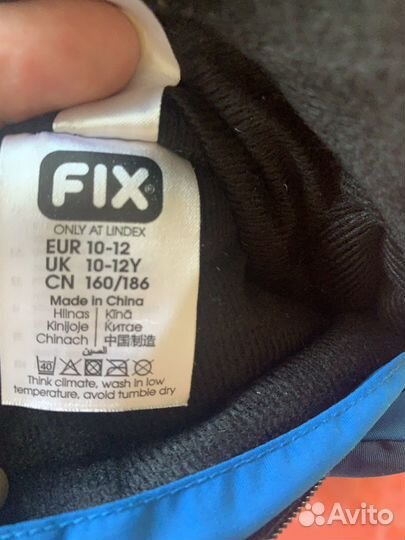 FIX®
ONLY AT LINDEX
EUR 10-12
UK 10-12Y
CN 160/186
Made in China
Hiinas Ķīnā
Kinijoje Китае
Chinach 中国制造
الصين
40
Think climate, wash in low
temperature, avoid tumble dry
Avito